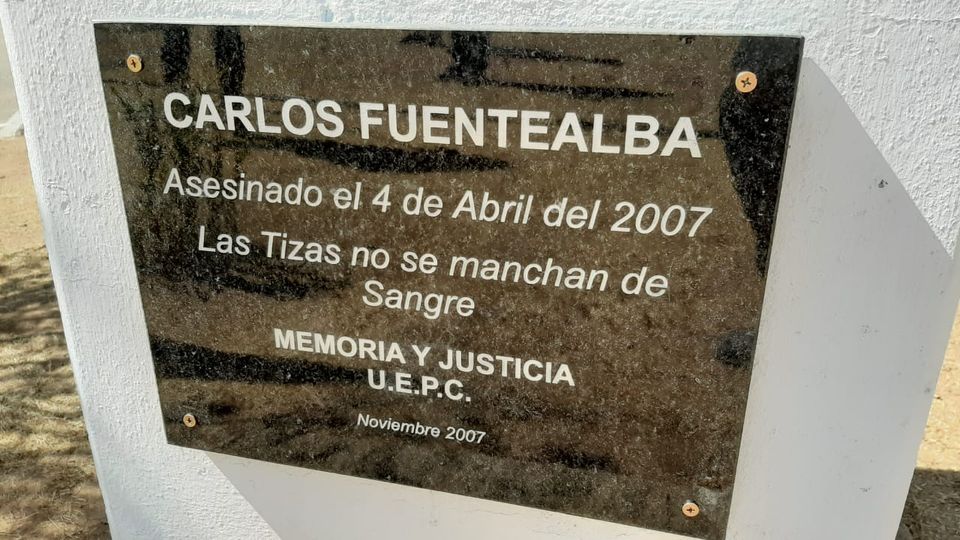 CARLOS FUENTEALBA
Asesinado el 4 de Abril del 2007
Las Tizas no se manchan de
Sangre
MEMORIA Y JUSTICIA
U.E.P.C.
Noviembre 2007